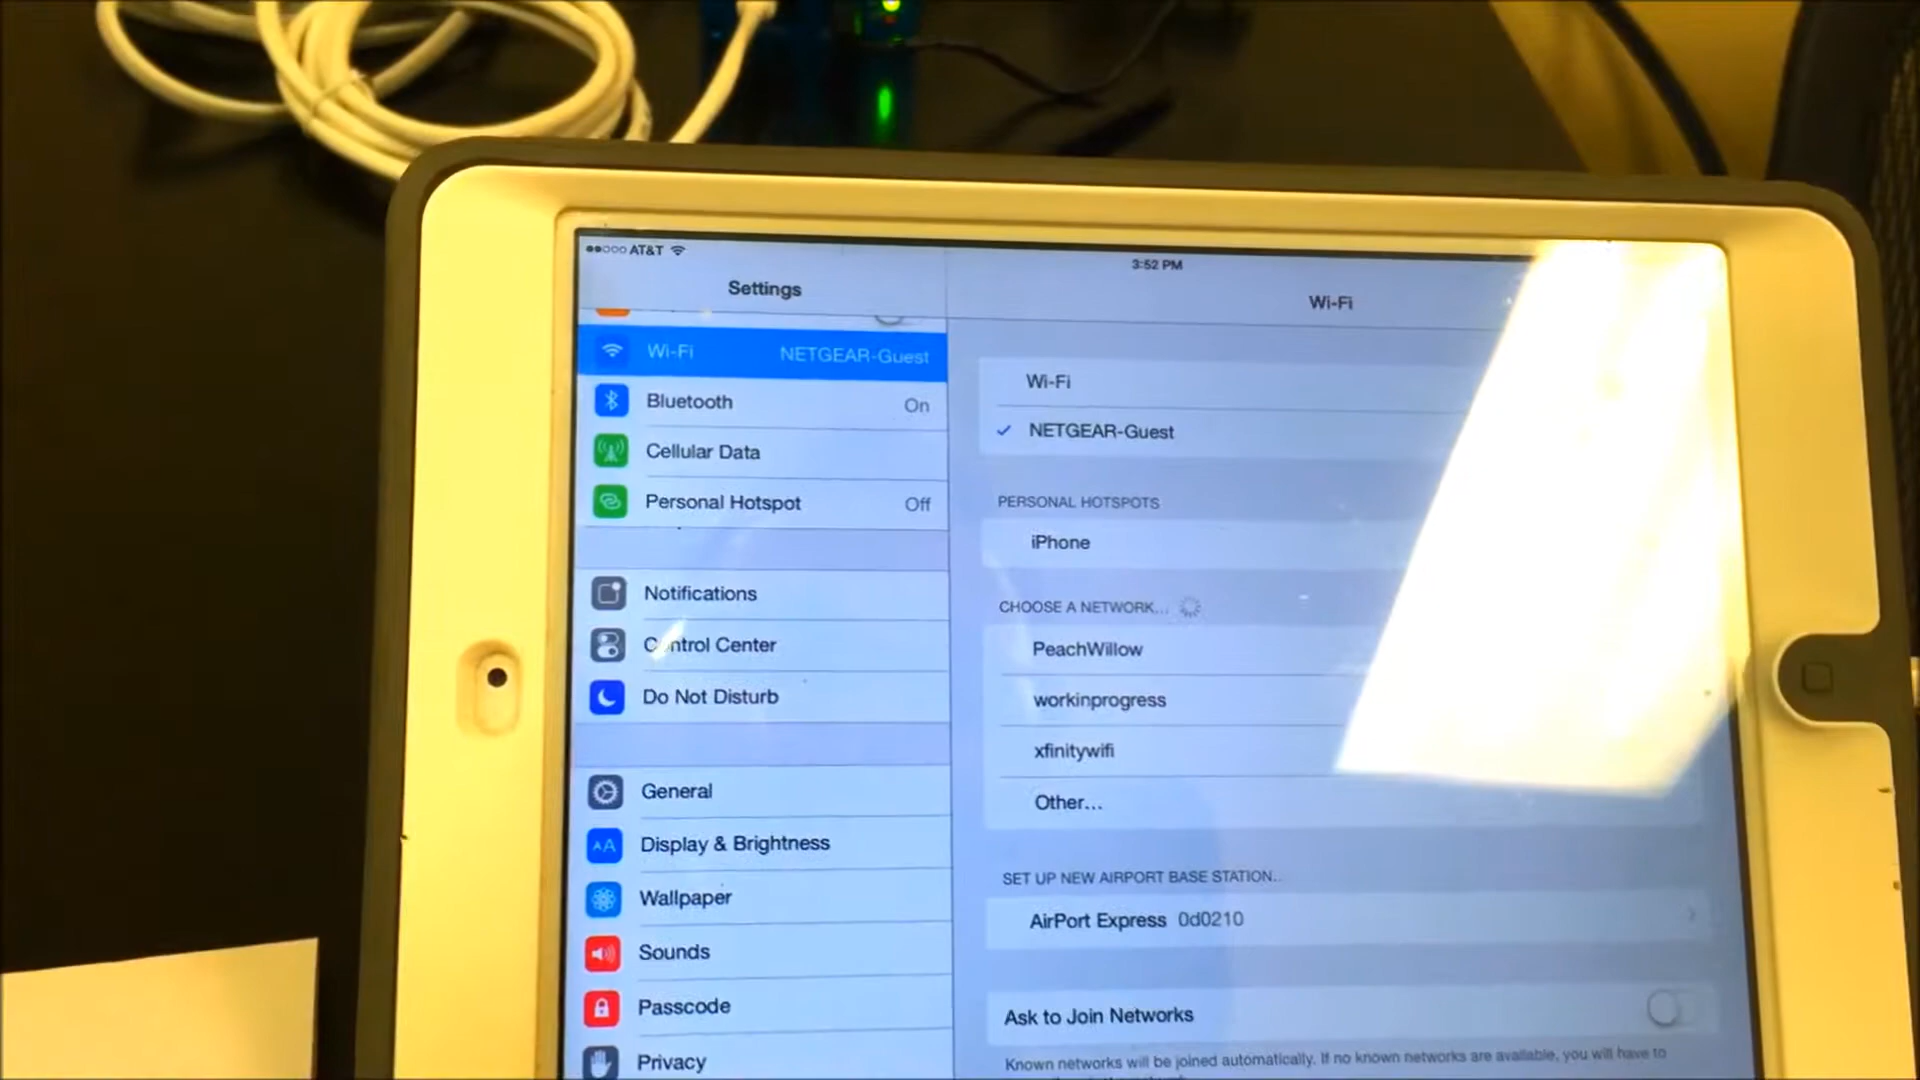 AT&T
3:52 PM
Settings
Wi-Fi
Wi-Fi NETGEAR-Guest
Bluetooth On
Cellular Data
Personal Hotspot Off
Notifications
Control Center
Do Not Disturb
General
AA Display & Brightness
Wallpaper
Sounds
Passcode
Privacy
Wi-Fi
NETGEAR-Guest
PERSONAL HOTSPOTS
iPhone
CHOOSE A NETWORK...
PeachWillow
workinprogress
xfinitywifi
Other...
SET UP NEW AIRPORT BASE STATION...
AirPort Express 0d0210
Ask to Join Networks
Known networks will be joined automatically. If no known networks are available, you will have to